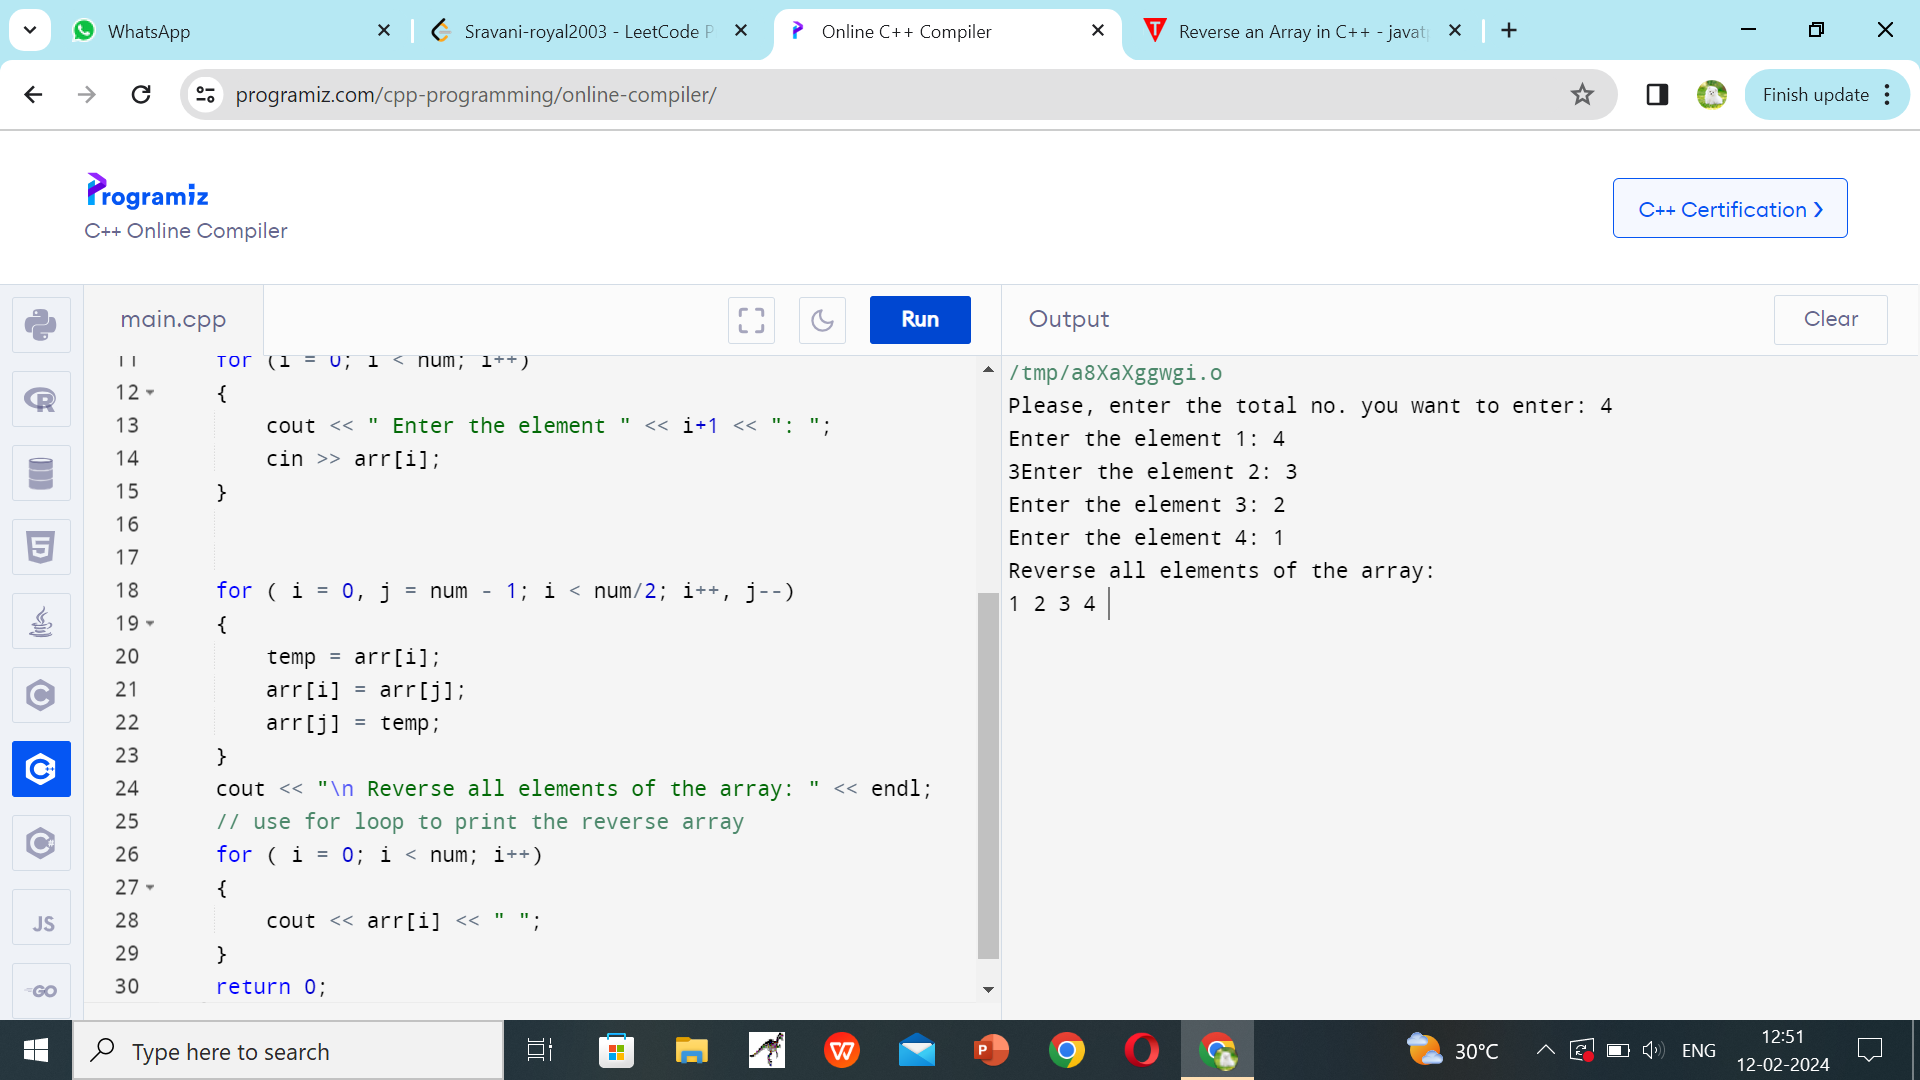 WhatsApp
Sravani-royal2003 - LeetCode P
Online C++ Compiler
Reverse an Array in C++ - javat
programiz.com/cpp-programming/online-compiler/
Finish update
Programiz
C++ Online Compiler
C++ Certification ❯
main.cpp
Run
Output
Clear
11 for (i = 0; i < num; i++)
12 {
13 cout << " Enter the element " << i+1 << ": ";
14 cin >> arr[i];
15 }
16
17
18 for ( i = 0, j = num - 1; i < num/2; i++, j--)
19 {
20 temp = arr[i];
21 arr[i] = arr[j];
22 arr[j] = temp;
23 }
24 cout << "\n Reverse all elements of the array: " << endl;
25 // use for loop to print the reverse array
26 for ( i = 0; i < num; i++)
27 {
28 cout << arr[i] << " ";
29 }
30 return 0;
/tmp/a8XaXggwgi.o
Please, enter the total no. you want to enter: 4
Enter the element 1: 4
3Enter the element 2: 3
Enter the element 3: 2
Enter the element 4: 1
Reverse all elements of the array:
1 2 3 4
R
5
C
C+
C#
JS
GO
Type here to search
W
P
30°C
ENG
12:51
12-02-2024